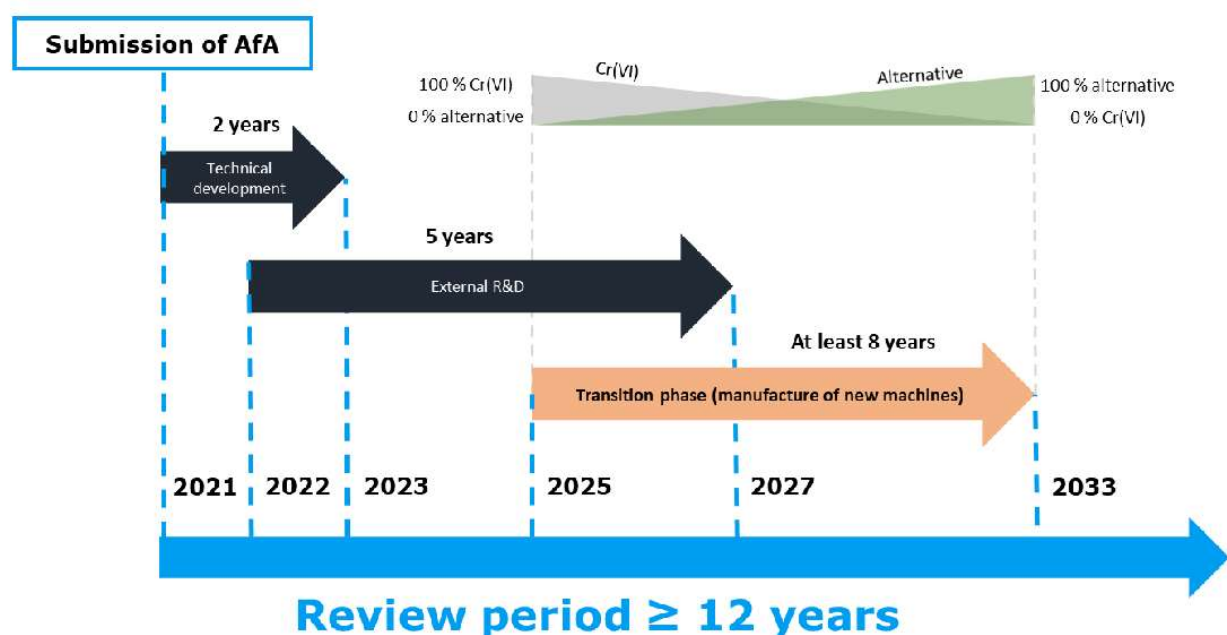 Submission of AfA
Cr(VI)
Alternative
100 % Cr(VI)
100 % alternative
0 % alternative
0 % Cr(VI)
2 years
Technical
development
5 years
External R&D
At least 8 years
Transition phase (manufacture of new machines)
2021
2022
2023
2025
2027
2033
Review period ≥ 12 years